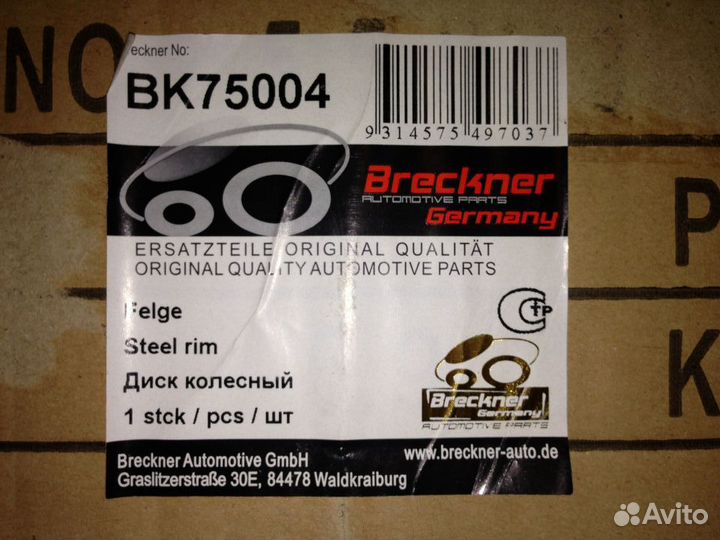 NO
reckner No:
BK75004
9 314575 497037
Breckner
AUTOMOTIVE PARTS
Germany
ERSATZTEILE ORIGINAL QUALITÄT
ORIGINAL QUALITY AUTOMOTIVE PARTS
P
Felge
Steel rim
Диск колесный
1 stck / pcs / шт
СтР
Breckner
Germany
AUTOMOTIVE PARTS
K
Breckner Automotive GmbH
Graslitzerstraße 30E, 84478 Waldkraiburg
www.breckner-auto.de
Avito